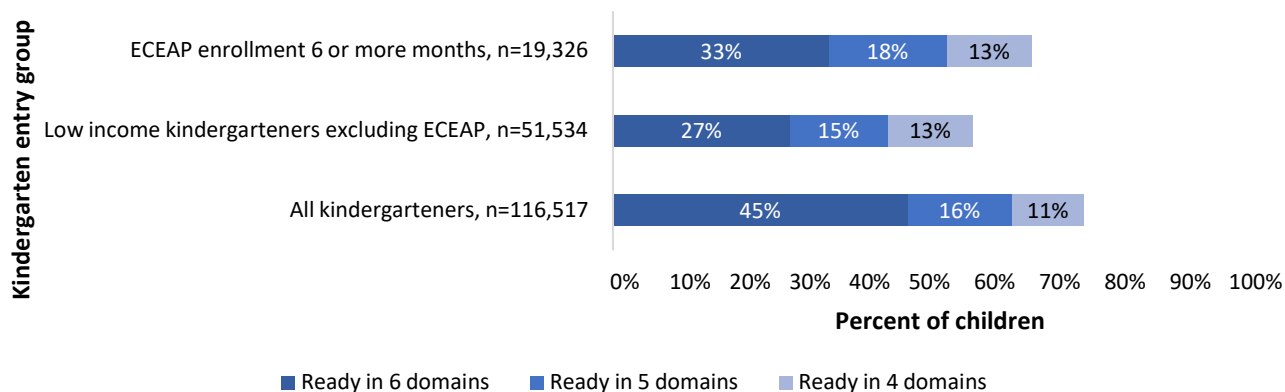 Kindergarten entry group
ECEAP enrollment 6 or more months, n=19,326
33% 18% 13%
Low income kindergarteners excluding ECEAP, n=51,534
27% 15% 13%
All kindergarteners, n=116,517
45% 16% 11%
0% 10% 20% 30% 40% 50% 60% 70% 80% 90% 100%
Percent of children
Ready in 6 domains Ready in 5 domains Ready in 4 domains